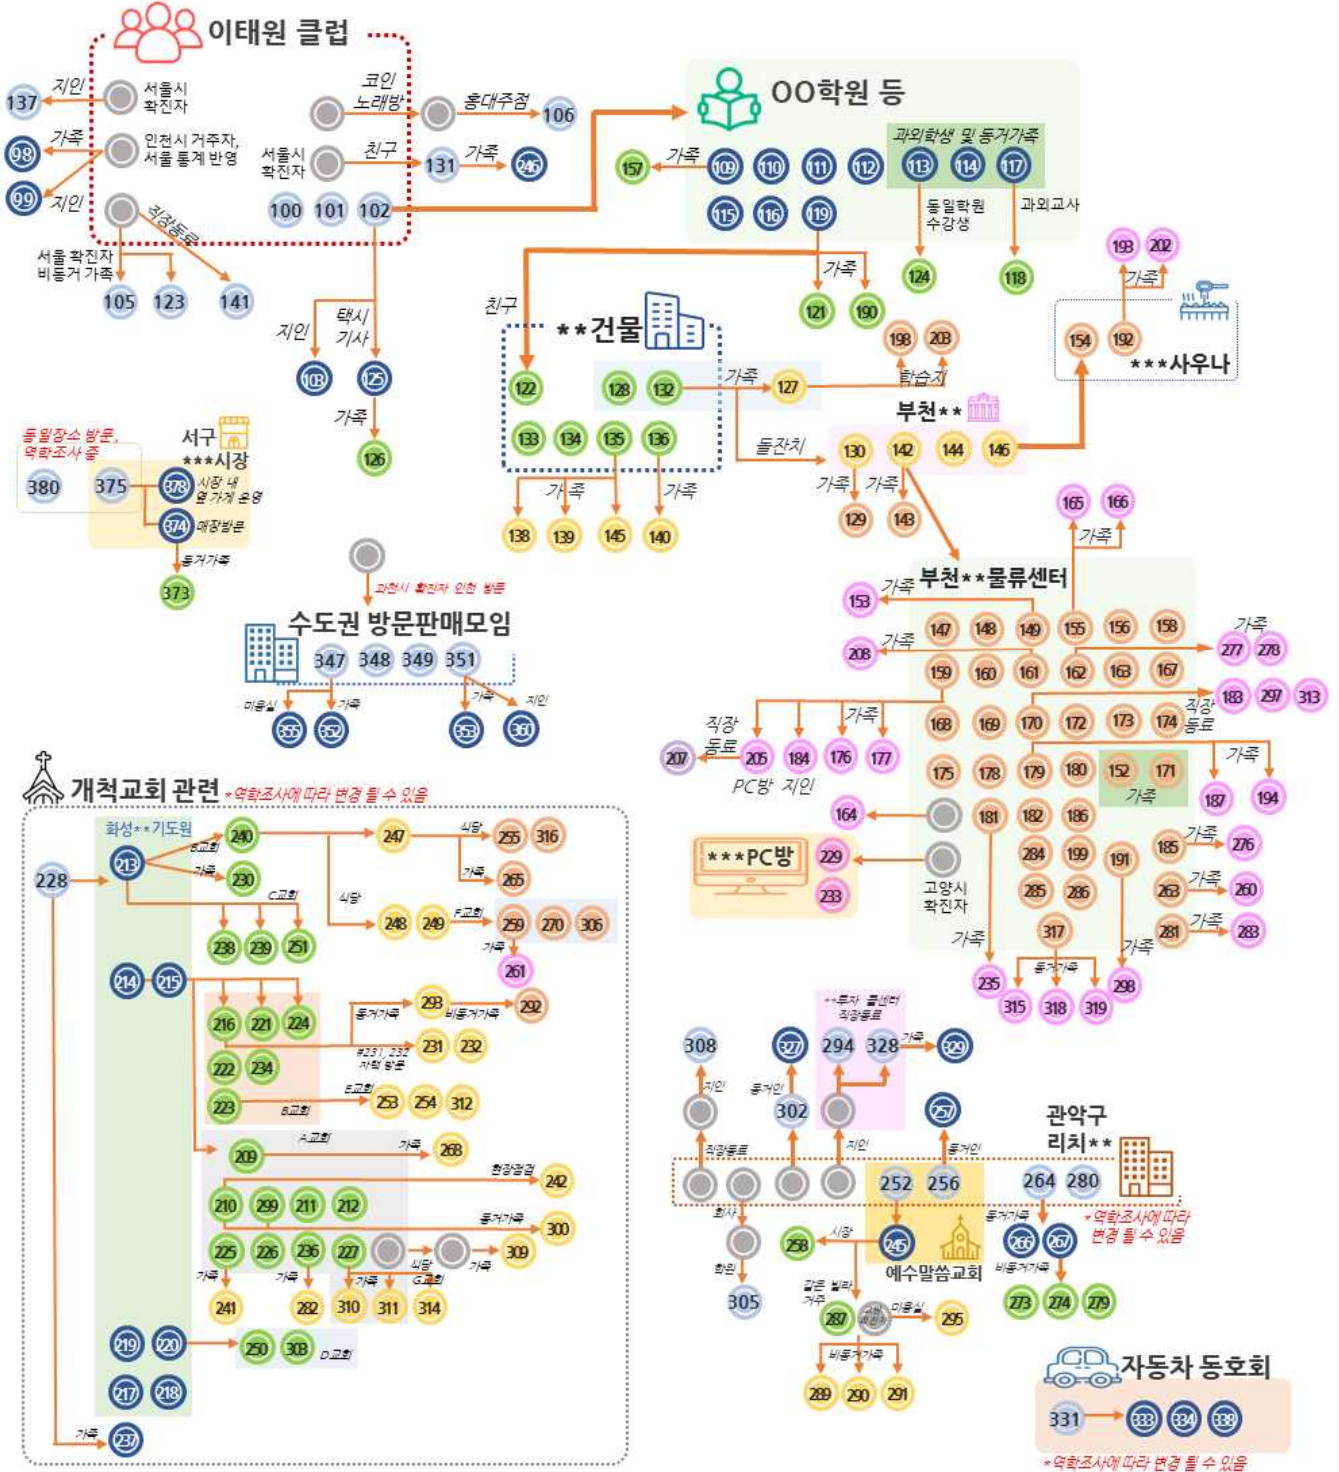 이태원 클럽
지인
137
서울시
확진자
가족
98
인천시 거주자,
서울 통계 반영
99
지인
직장동료
서울 확진자
비동거 가족
105
123
141
코인
노래방
홍대주점
106
서울시
확진자
친구
131
가족
246
100
101
102
지인
택시
기사
103
125
가족
126
OO학원 등
157
가족
109
110
111
112
115
116
119
과외학생 및 동거가족
113
114
117
동일학원
수강생
과외교사
124
118
가족
121
190
친구
**건물
122
128
132
133
134
135
136
가족
127
학습지
198
203
가족
가족
138
139
145
140
돌잔치
부천**
130
142
144
146
가족
가족
129
143
193
202
가족
154
192
***사우나
동일장소 방문,
역학조사 중
380
375
서구
***시장
378
시장 내
옆 가게 운영
374
매장방문
동거가족
373
과천시 확진자 인천 방문
수도권 방문판매모임
347
348
349
351
미용실
가족
가족
지인
355
352
353
360
부천**물류센터
165
166
가족
153
가족
208
가족
147
148
149
155
156
158
159
160
161
162
163
167
168
169
170
172
173
174
175
178
179
180
152
171
가족
181
182
186
284
199
191
185
285
286
263
317
281
가족
277
278
183
297
313
직장
동료
가족
187
194
가족
276
가족
260
가족
283
직장
동료
가족
207
205
184
176
177
PC방 지인
164
***PC방
229
233
고양시
확진자
가족
235
동거가족
315
318
319
가족
298
개척교회 관련 *역학조사에 따라 변경 될 수 있음
228
화성**기도원
213
B교회
240
가족
230
C교회
238
239
251
247
식당
255
316
가족
265
식당
248
249
F교회
259
270
306
가족
261
214
215
216
221
224
222
234
223
B교회
동거가족
293
비동거가족
292
#231, 232
자택 방문
231
232
E교회
253
254
312
A교회
209
가족
268
현장점검
242
210
299
211
212
동거가족
300
225
226
236
227
식당
가족
309
가족
241
가족
282
가족
G교회
310
311
314
219
220
250
303
D교회
217
218
가족
237
308
지인
직장동료
327
동거인
302
**투자 콜센터
직장동료
294
328
가족
329
지인
257
동거인
관악구
리치**
252
256
264
280
*역학조사에 따라
변경 될 수 있음
회사
학원
305
258
시장
245
예수말씀교회
같은 빌라
거주
287
미용실
295
비동거가족
289
290
291
동거가족
266
267
비동거가족
273
274
279
자동차 동호회
331
333
334
338
*역학조사에 따라 변경 될 수 있음